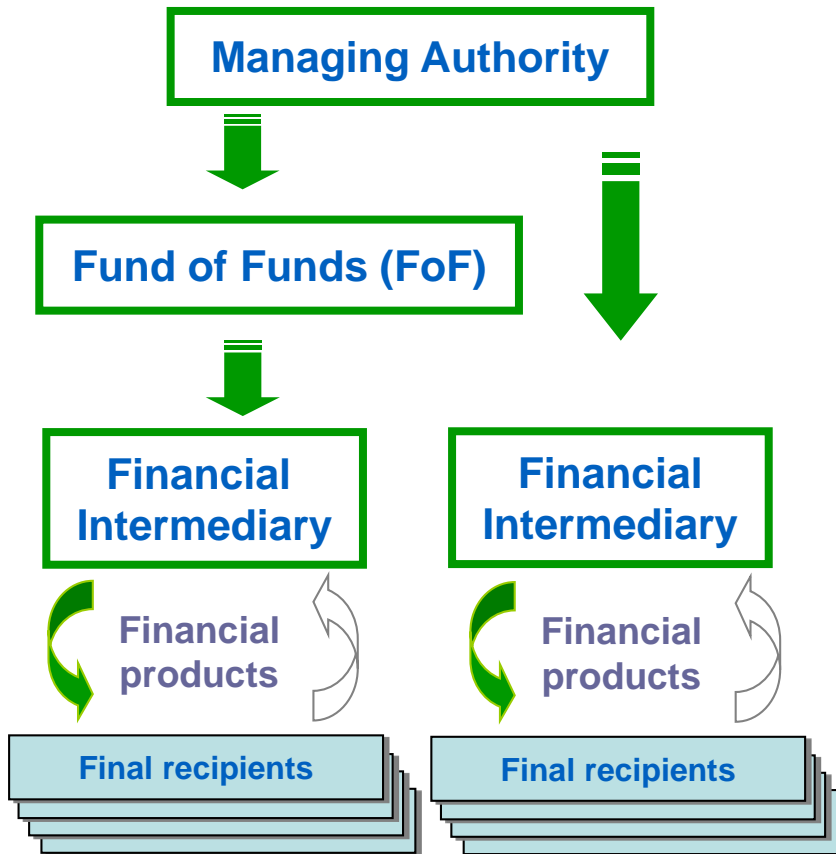 Managing Authority
Fund of Funds (FoF)
Financial
Intermediary
Financial
Intermediary
Financial
products
Financial
products
Final recipients
Final recipients